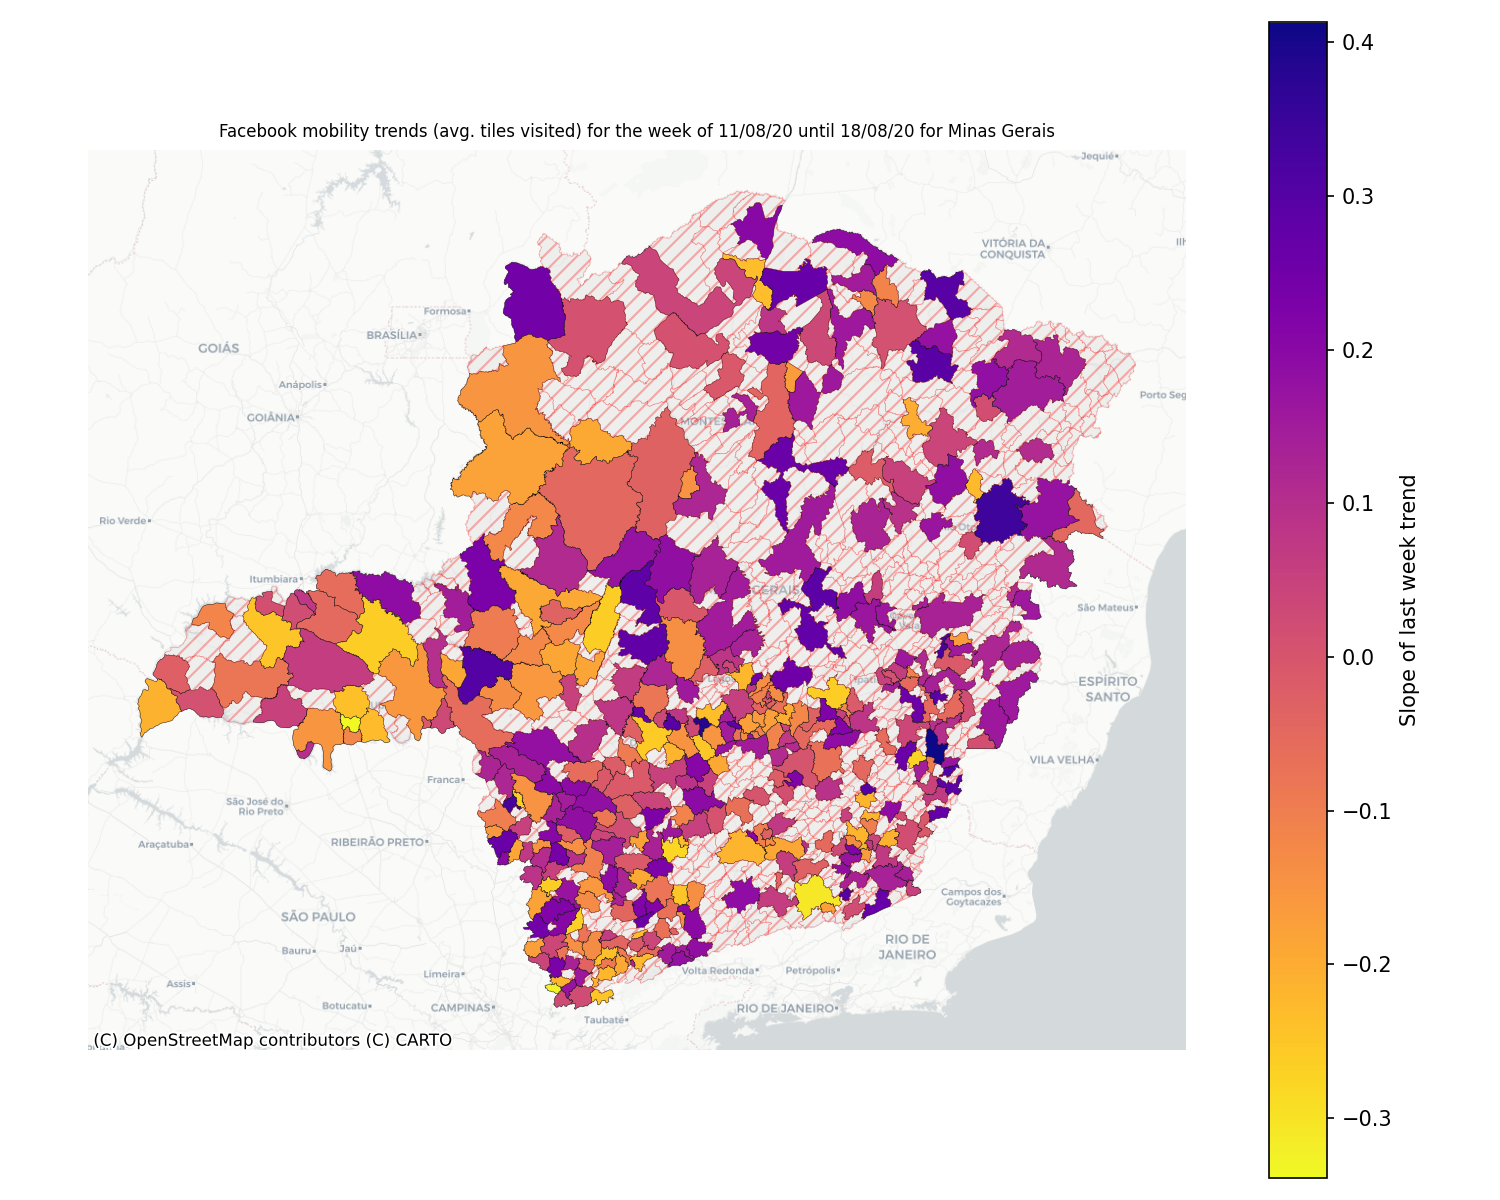 Facebook mobility trends (avg. tiles visited) for the week of 11/08/20 until 18/08/20 for Minas Gerais
Jequié
VITÓRIA DA
CONQUISTA
Ilh
Formosa
BRASÍLIA
GOIÁS
Anápolis
Porto Seg
GOIÂNIA
MONTES
Rio Verde
Itumbiara
GERAIS
São Mateus
ESPÍRITO
SANTO
VILA VELHA
Franca
São José do
Rio Preto
RIBEIRÃO PRETO
Araçatuba
Campos dos
Goytacazes
SÃO PAULO
RIO DE
JANEIRO
Bauru
Jaú
Limeira
Volta Redonda
Petrópolis
Assis
Botucatu
CAMPINAS
RIO DE JANEIRO
Taubaté
(C) OpenStreetMap contributors (C) CARTO
0.4
0.3
0.2
0.1
0.0
−0.1
−0.2
−0.3
Slope of last week trend